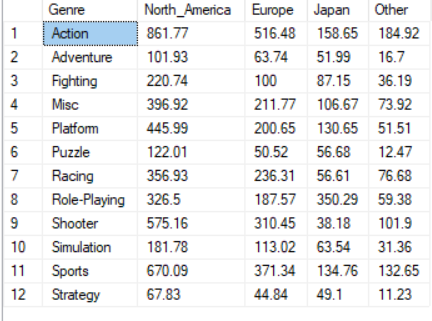 Genre North_America Europe Japan Other
1 Action 861.77 516.48 158.65 184.92
2 Adventure 101.93 63.74 51.99 16.7
3 Fighting 220.74 100 87.15 36.19
4 Misc 396.92 211.77 106.67 73.92
5 Platform 445.99 200.65 130.65 51.51
6 Puzzle 122.01 50.52 56.68 12.47
7 Racing 356.93 236.31 56.61 76.68
8 Role-Playing 326.5 187.57 350.29 59.38
9 Shooter 575.16 310.45 38.18 101.9
10 Simulation 181.78 113.02 63.54 31.36
11 Sports 670.09 371.34 134.76 132.65
12 Strategy 67.83 44.84 49.1 11.23